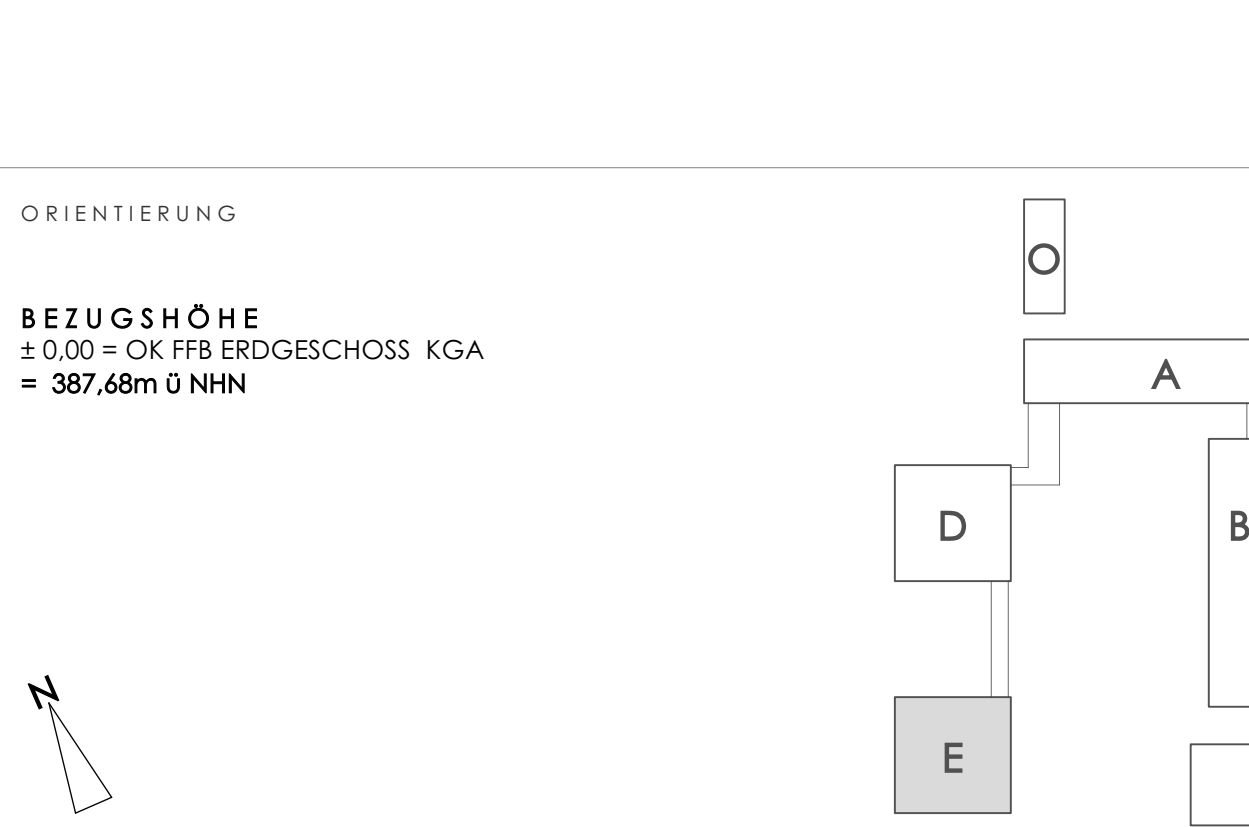 ORIENTIERUNG
BEZUGSHÖHE
± 0,00 = OK FFB ERDGESCHOSS KGA
= 387,68m ü NHN
O
A
D
B
E
N